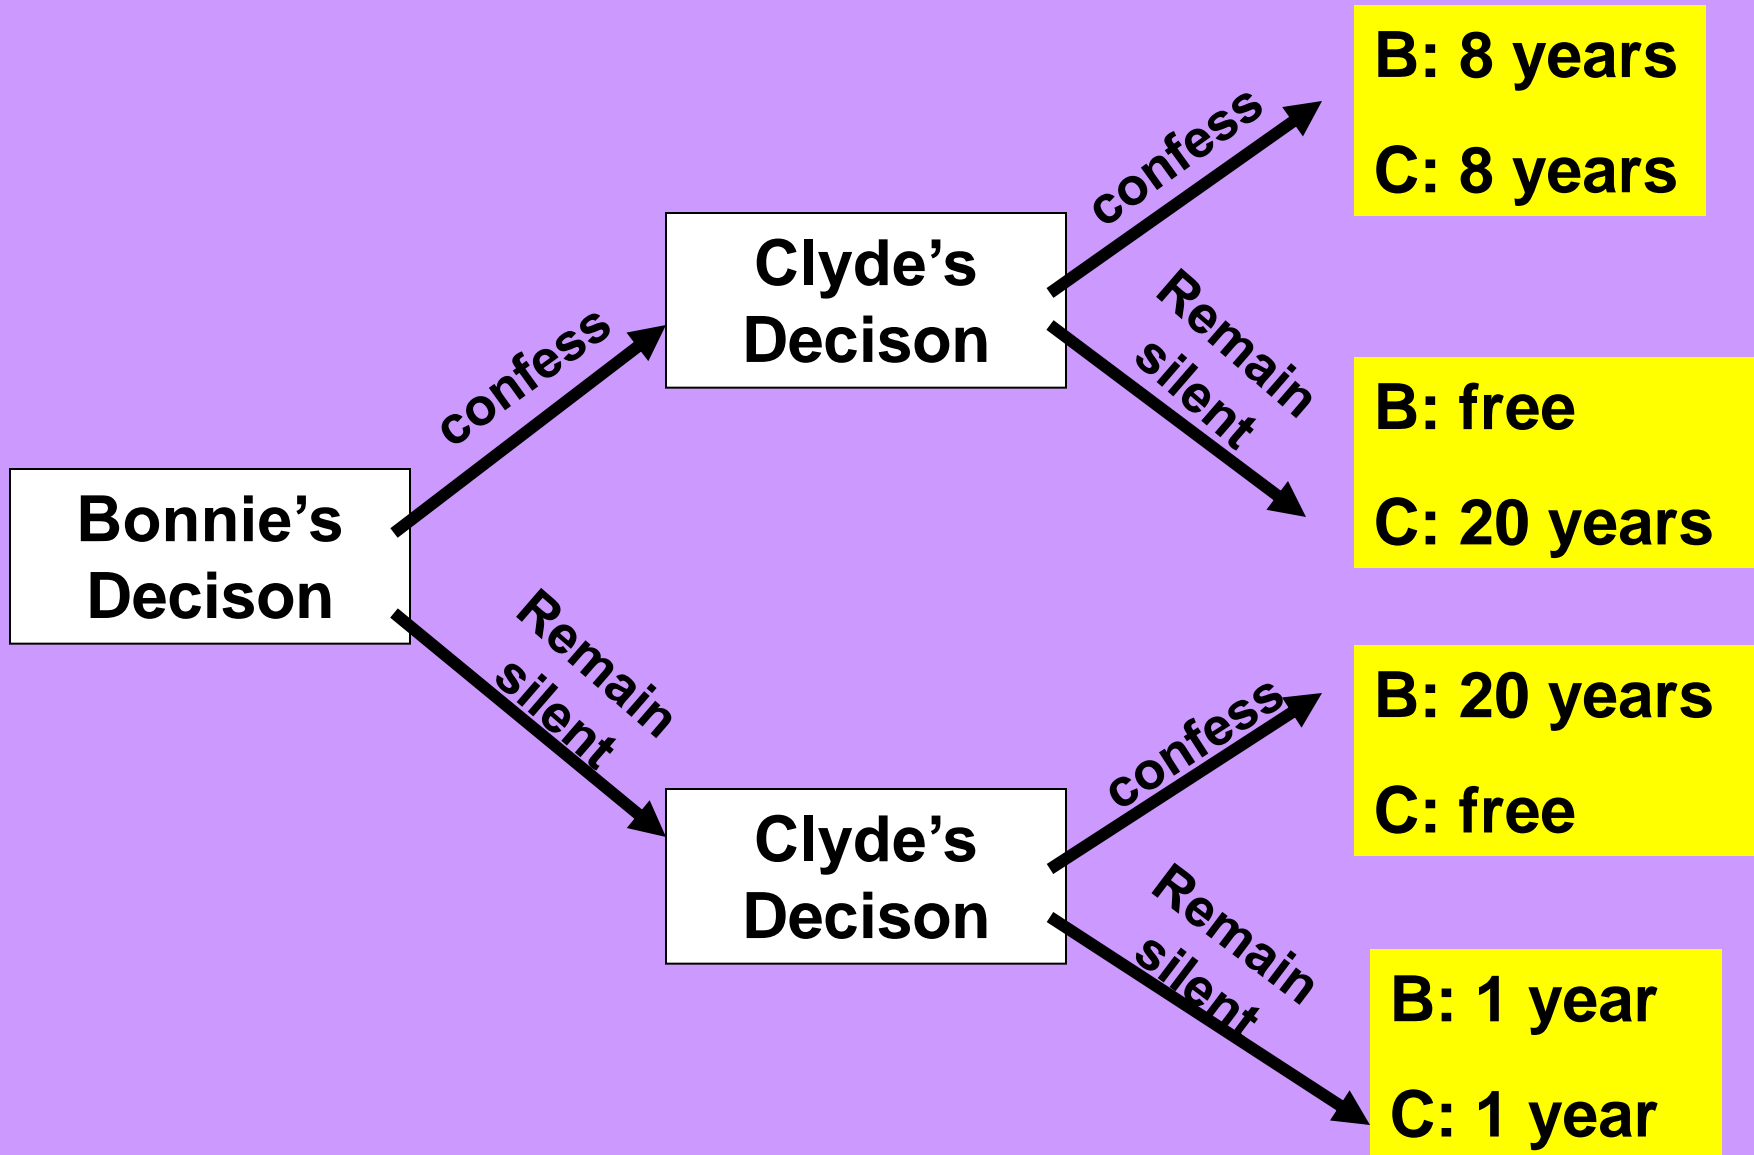 B: 8 years
C: 8 years
confess
Clyde’s
Decison
Remain
silent
confess
B: free
C: 20 years
Bonnie’s
Decison
Remain
silent
B: 20 years
C: free
confess
Clyde’s
Decison
Remain
silent
B: 1 year
C: 1 year